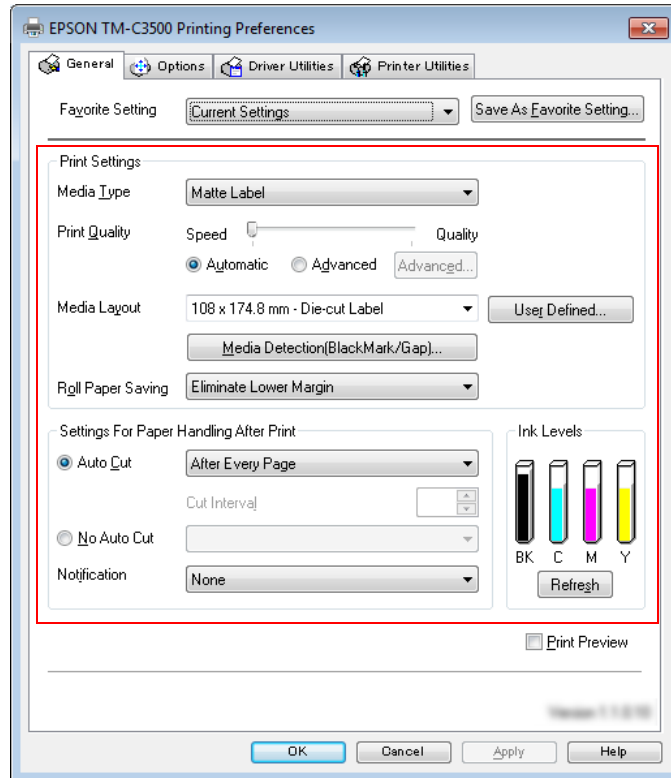 EPSON TM-C3500 Printing Preferences
General Options Driver Utilities Printer Utilities
Favorite Setting Current Settings Save As Favorite Setting...
Print Settings
Media Type Matte Label
Print Quality Speed Quality
Automatic Advanced Advanced...
Media Layout 108 x 174.8 mm - Die-cut Label User Defined...
Media Detection(BlackMark/Gap)...
Roll Paper Saving Eliminate Lower Margin
Settings For Paper Handling After Print
Auto Cut After Every Page
Cut Interval
No Auto Cut
Notification None
Ink Levels
BK C M Y
Refresh
Print Preview
OK Cancel Apply Help